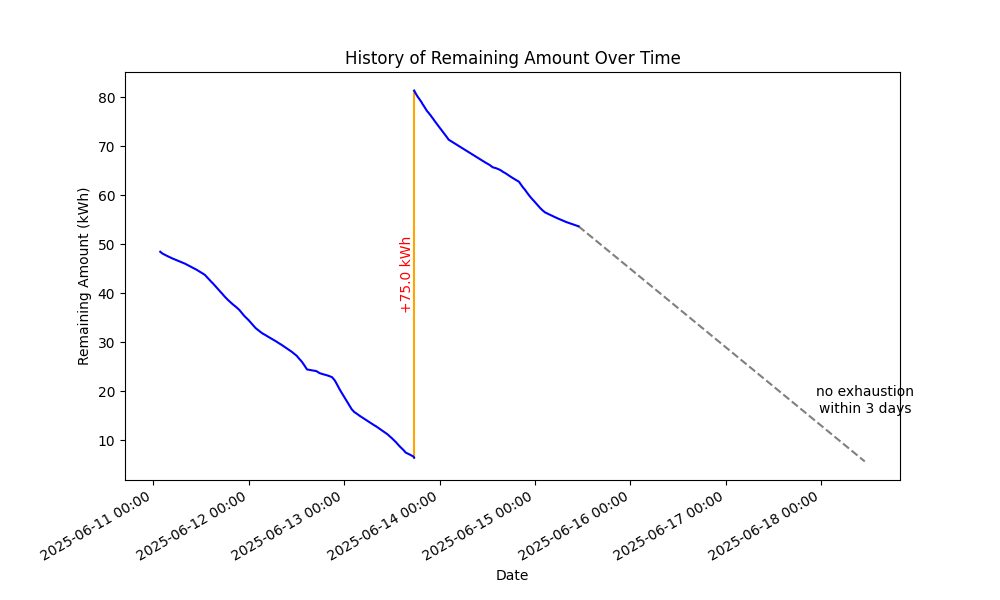 History of Remaining Amount Over Time
Remaining Amount (kWh)
80
70
60
50
40
30
20
10
+75.0 kWh
no exhaustion
within 3 days
2025-06-11 00:00
2025-06-12 00:00
2025-06-13 00:00
2025-06-14 00:00
2025-06-15 00:00
2025-06-16 00:00
2025-06-17 00:00
2025-06-18 00:00
Date